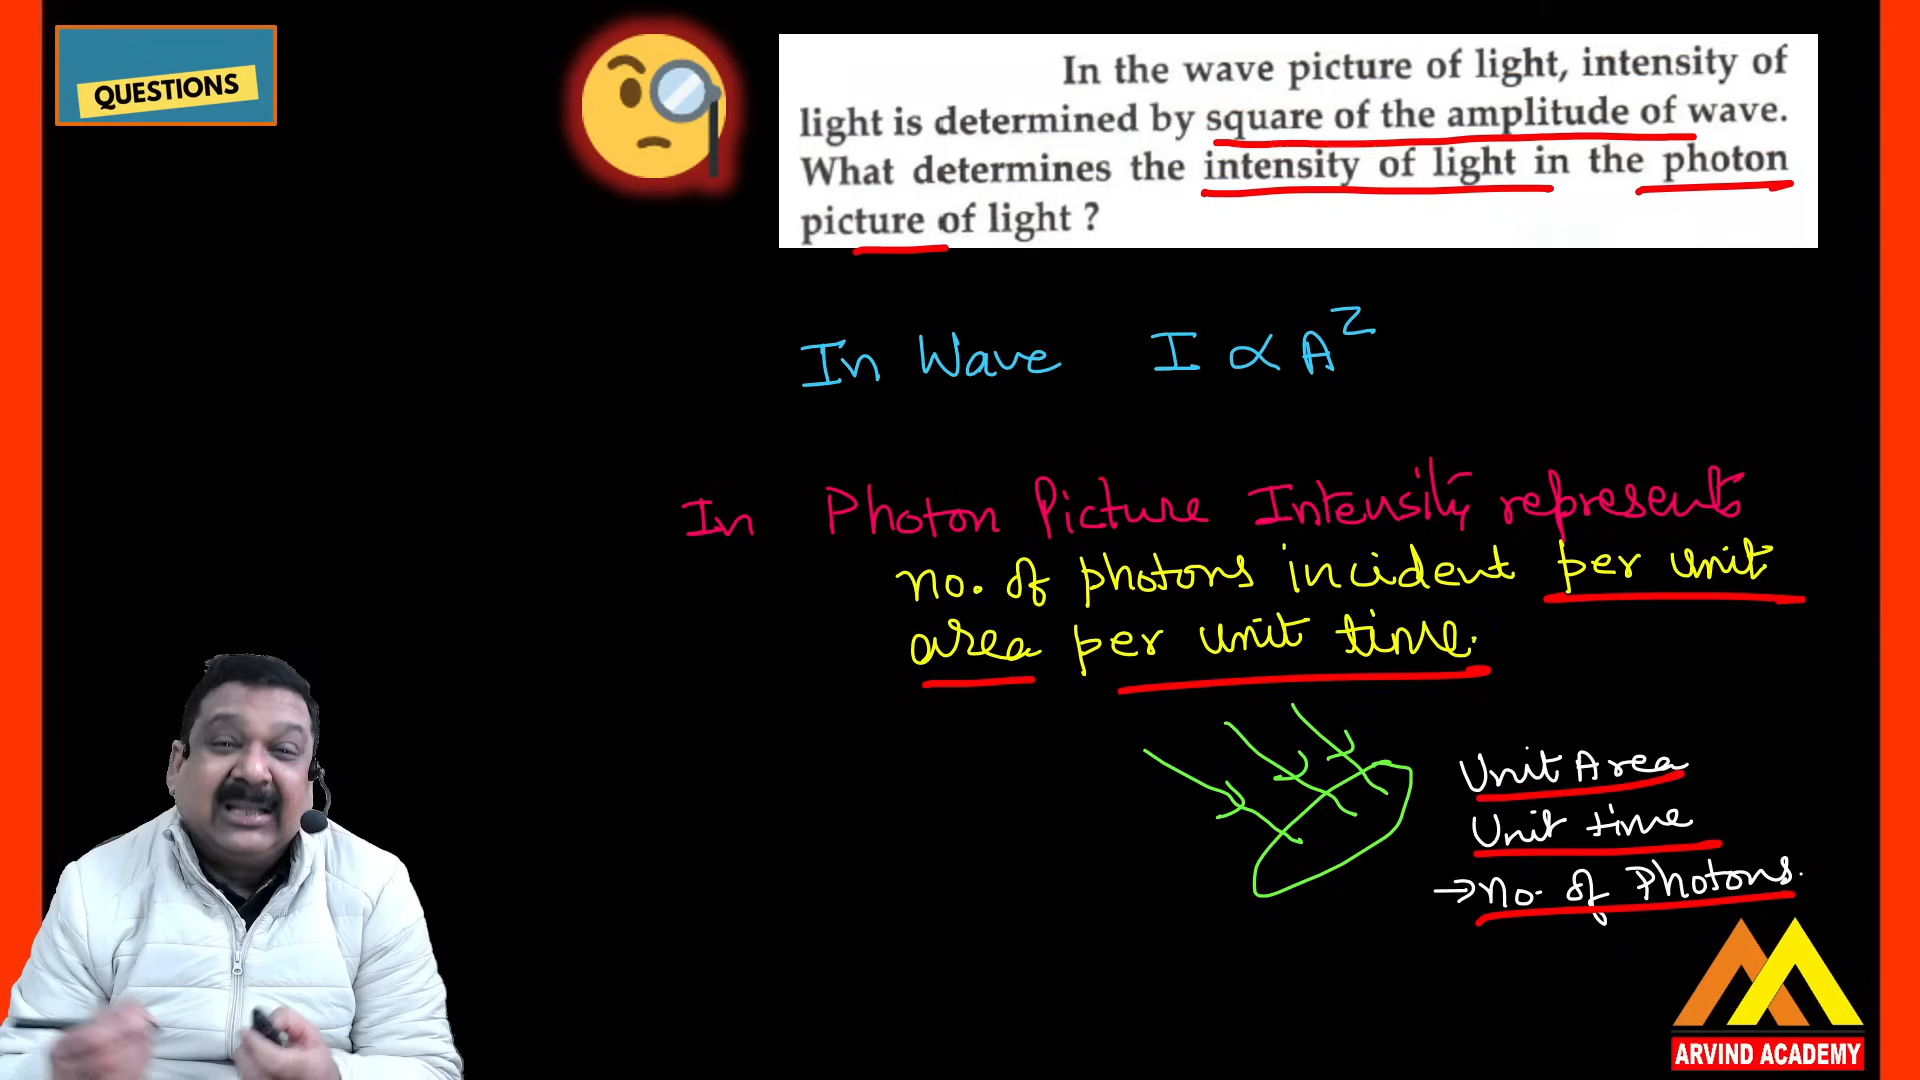 QUESTIONS
In the wave picture of light, intensity of
light is determined by square of the amplitude of wave.
What determines the intensity of light in the photon
picture of light ?
In Wave I ∝ A²
In Photon Picture Intensity represents
no. of photons incident per unit
area per unit time.
Unit Area
Unit time
→ no. of Photons.
ARVIND ACADEMY